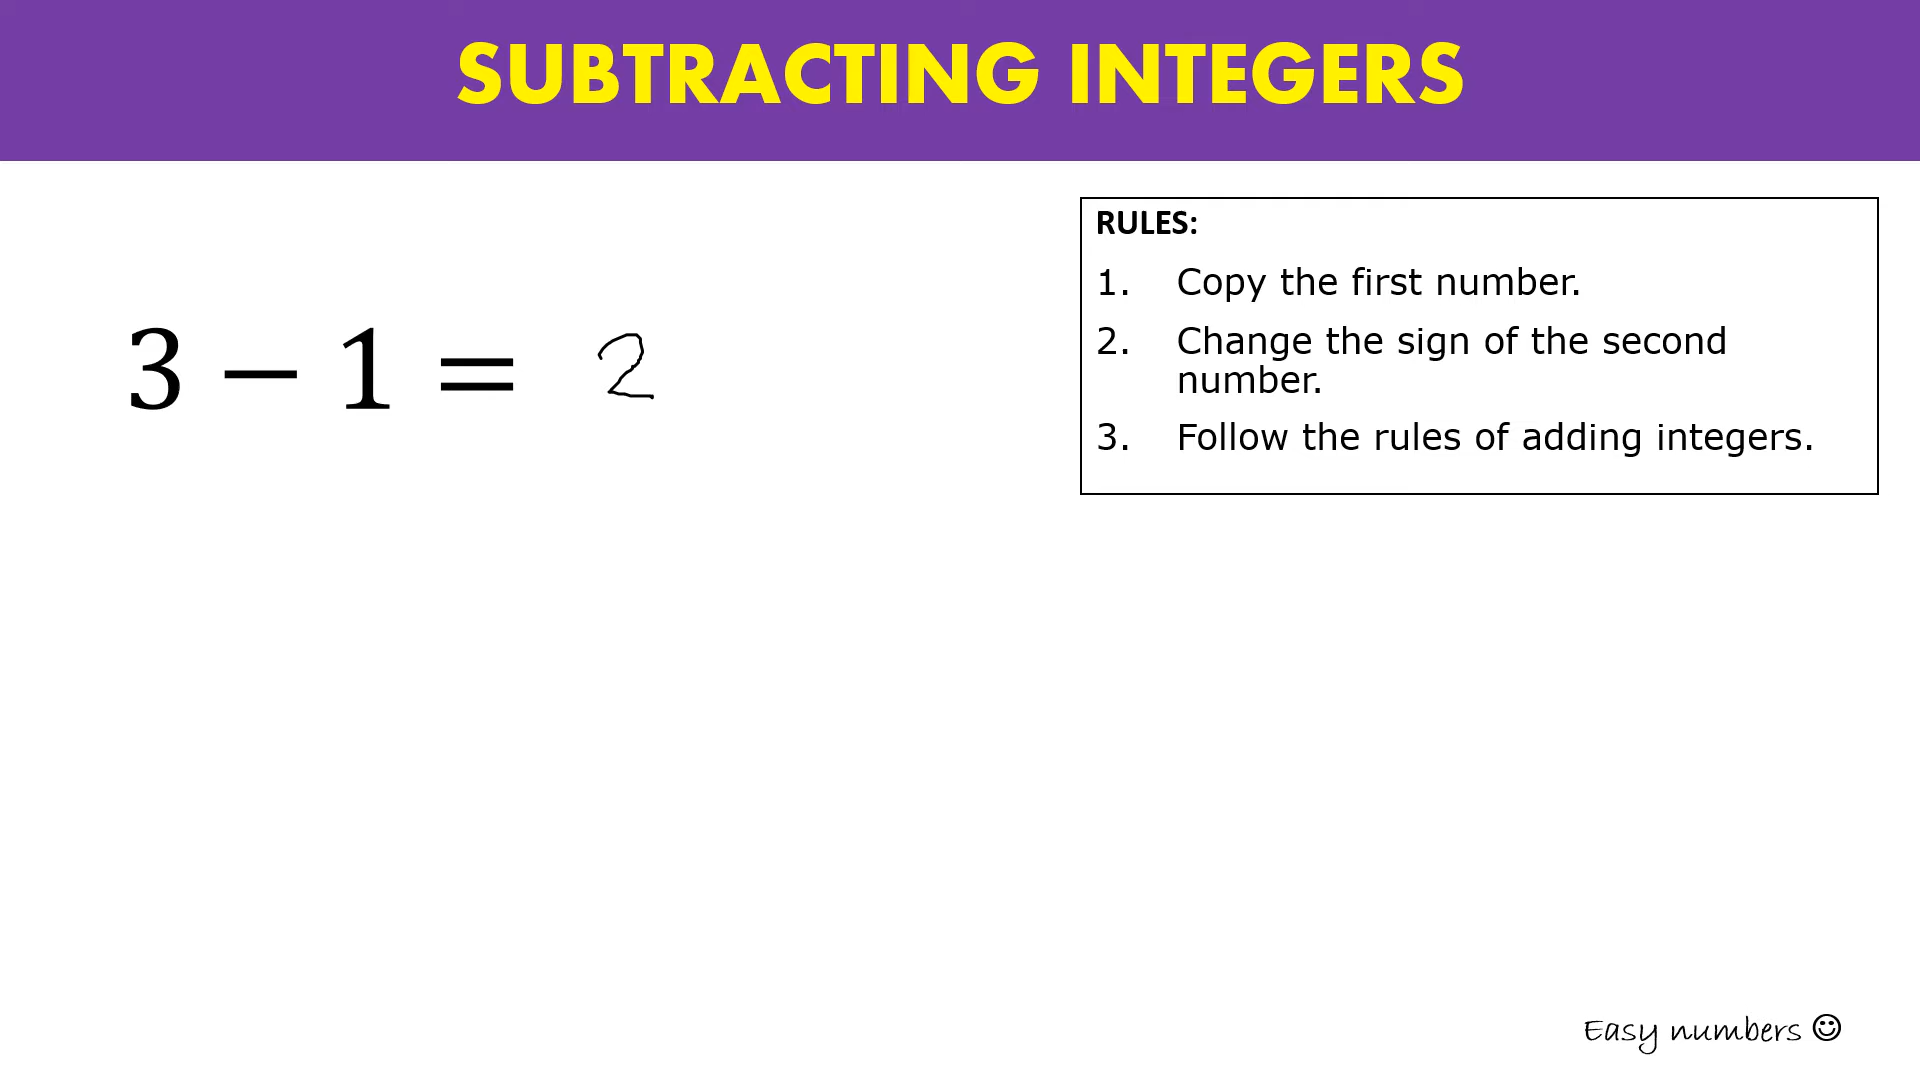 SUBTRACTING INTEGERS
3 − 1 = 2
RULES:
1. Copy the first number.
2. Change the sign of the second
number.
3. Follow the rules of adding integers.
Easy numbers ☺